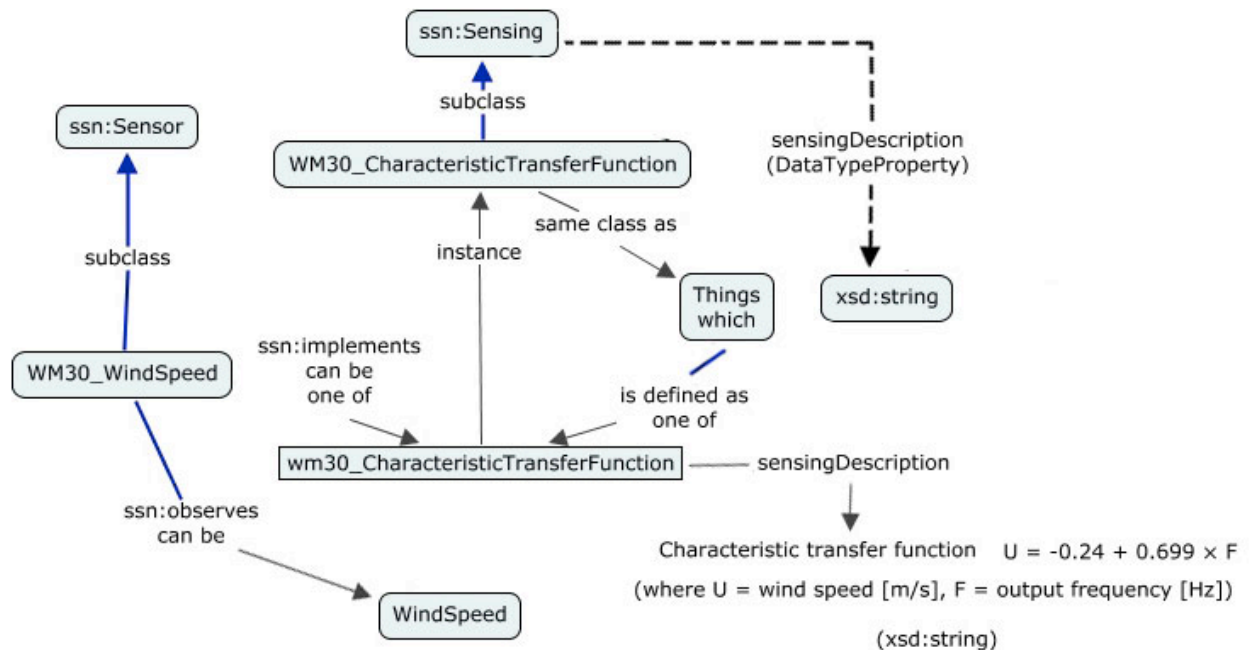 ssn:Sensing
ssn:Sensor
subclass
sensingDescription
(DataTypeProperty)
WM30_CharacteristicTransferFunction
same class as
subclass
instance
Things
which
xsd:string
ssn:implements
can be
one of
WM30_WindSpeed
is defined as
one of
wm30_CharacteristicTransferFunction
sensingDescription
ssn:observes
can be
Characteristic transfer function U = -0.24 + 0.699 × F
(where U = wind speed [m/s], F = output frequency [Hz])
WindSpeed
(xsd:string)